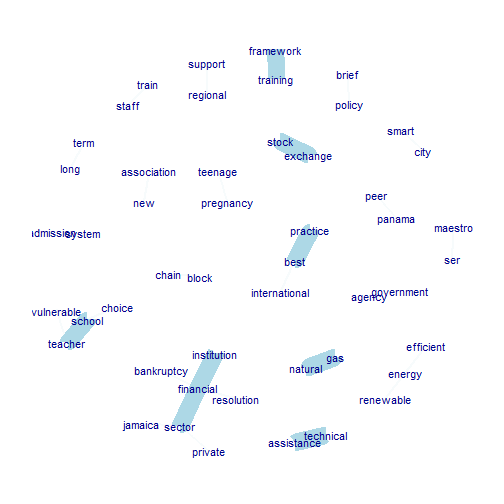 framework
support
brief
training
train
regional
staff
policy
smart
stock
term
city
exchange
long
association
teenage
peer
new
pregnancy
panama
maestro
practice
system
ser
best
chain
block
international
government
agency
choice
vulnerable
school
teacher
efficient
institution
gas
natural
bankruptcy
energy
financial
resolution
renewable
jamaica
sector
technical
assistance
private